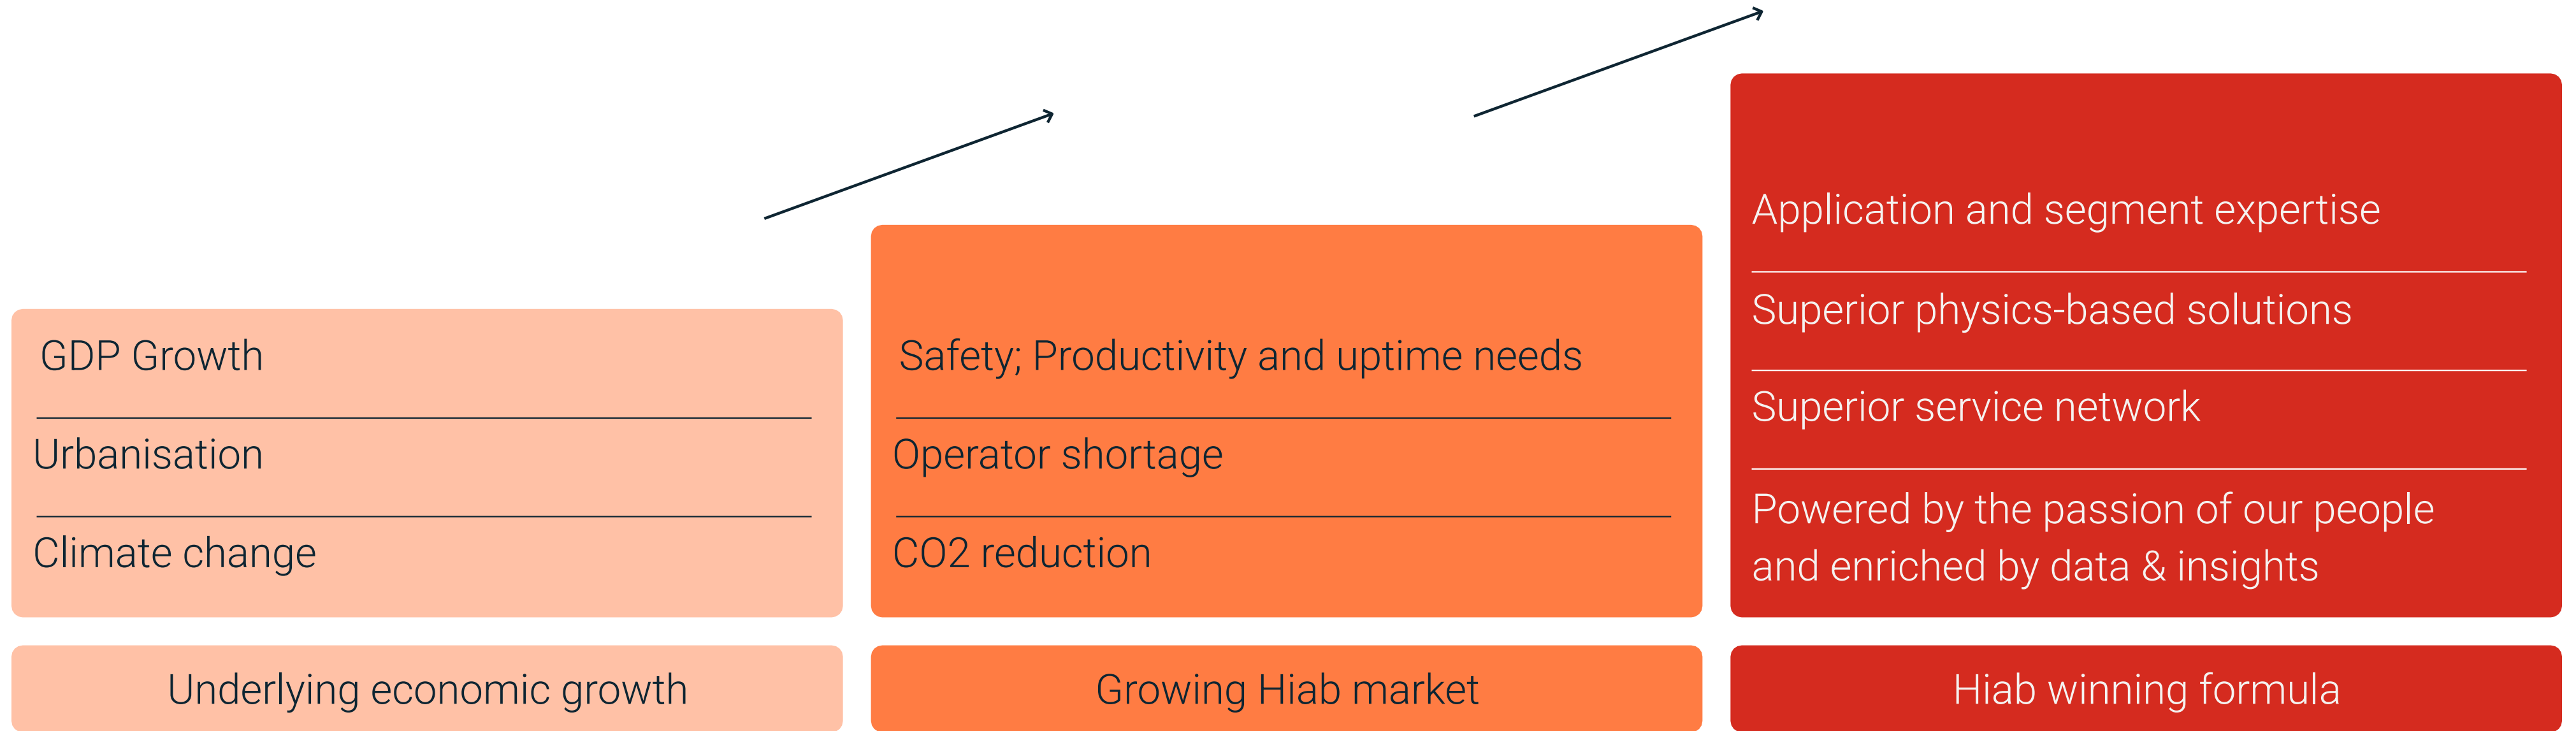 GDP Growth
Urbanisation
Climate change
Underlying economic growth
Safety; Productivity and uptime needs
Operator shortage
CO2 reduction
Growing Hiab market
Application and segment expertise
Superior physics-based solutions
Superior service network
Powered by the passion of our people
and enriched by data & insights
Hiab winning formula